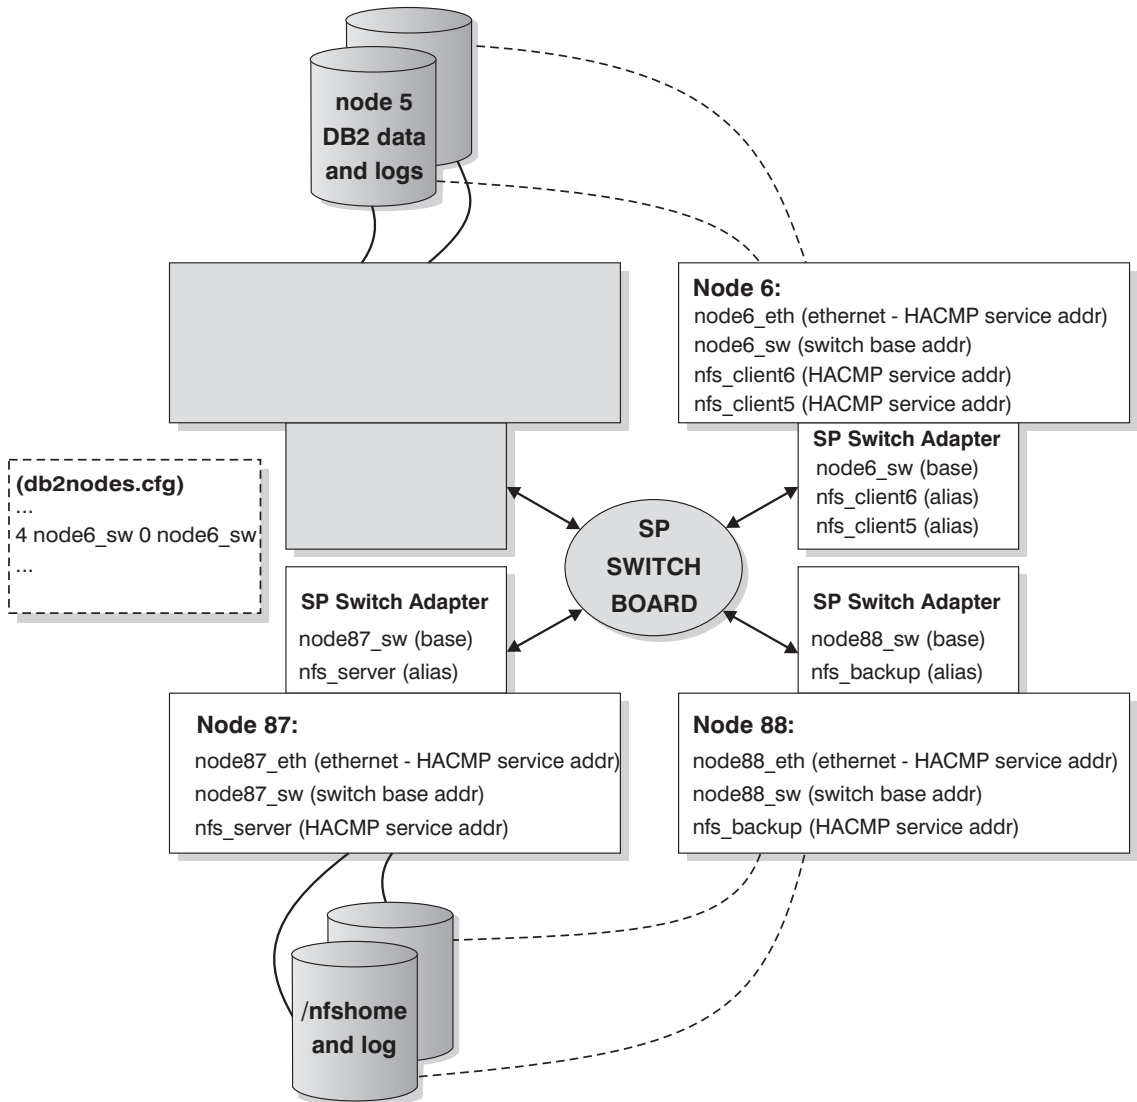 node 5
DB2 data
and logs
Node 6:
node6_eth (ethernet - HACMP service addr)
node6_sw (switch base addr)
nfs_client6 (HACMP service addr)
nfs_client5 (HACMP service addr)
SP Switch Adapter
node6_sw (base)
nfs_client6 (alias)
nfs_client5 (alias)
(db2nodes.cfg)
...
4 node6_sw 0 node6_sw
...
SP
SWITCH
BOARD
SP Switch Adapter
node87_sw (base)
nfs_server (alias)
SP Switch Adapter
node88_sw (base)
nfs_backup (alias)
Node 87:
node87_eth (ethernet - HACMP service addr)
node87_sw (switch base addr)
nfs_server (HACMP service addr)
Node 88:
node88_eth (ethernet - HACMP service addr)
node88_sw (switch base addr)
nfs_backup (HACMP service addr)
/nfshome
and log